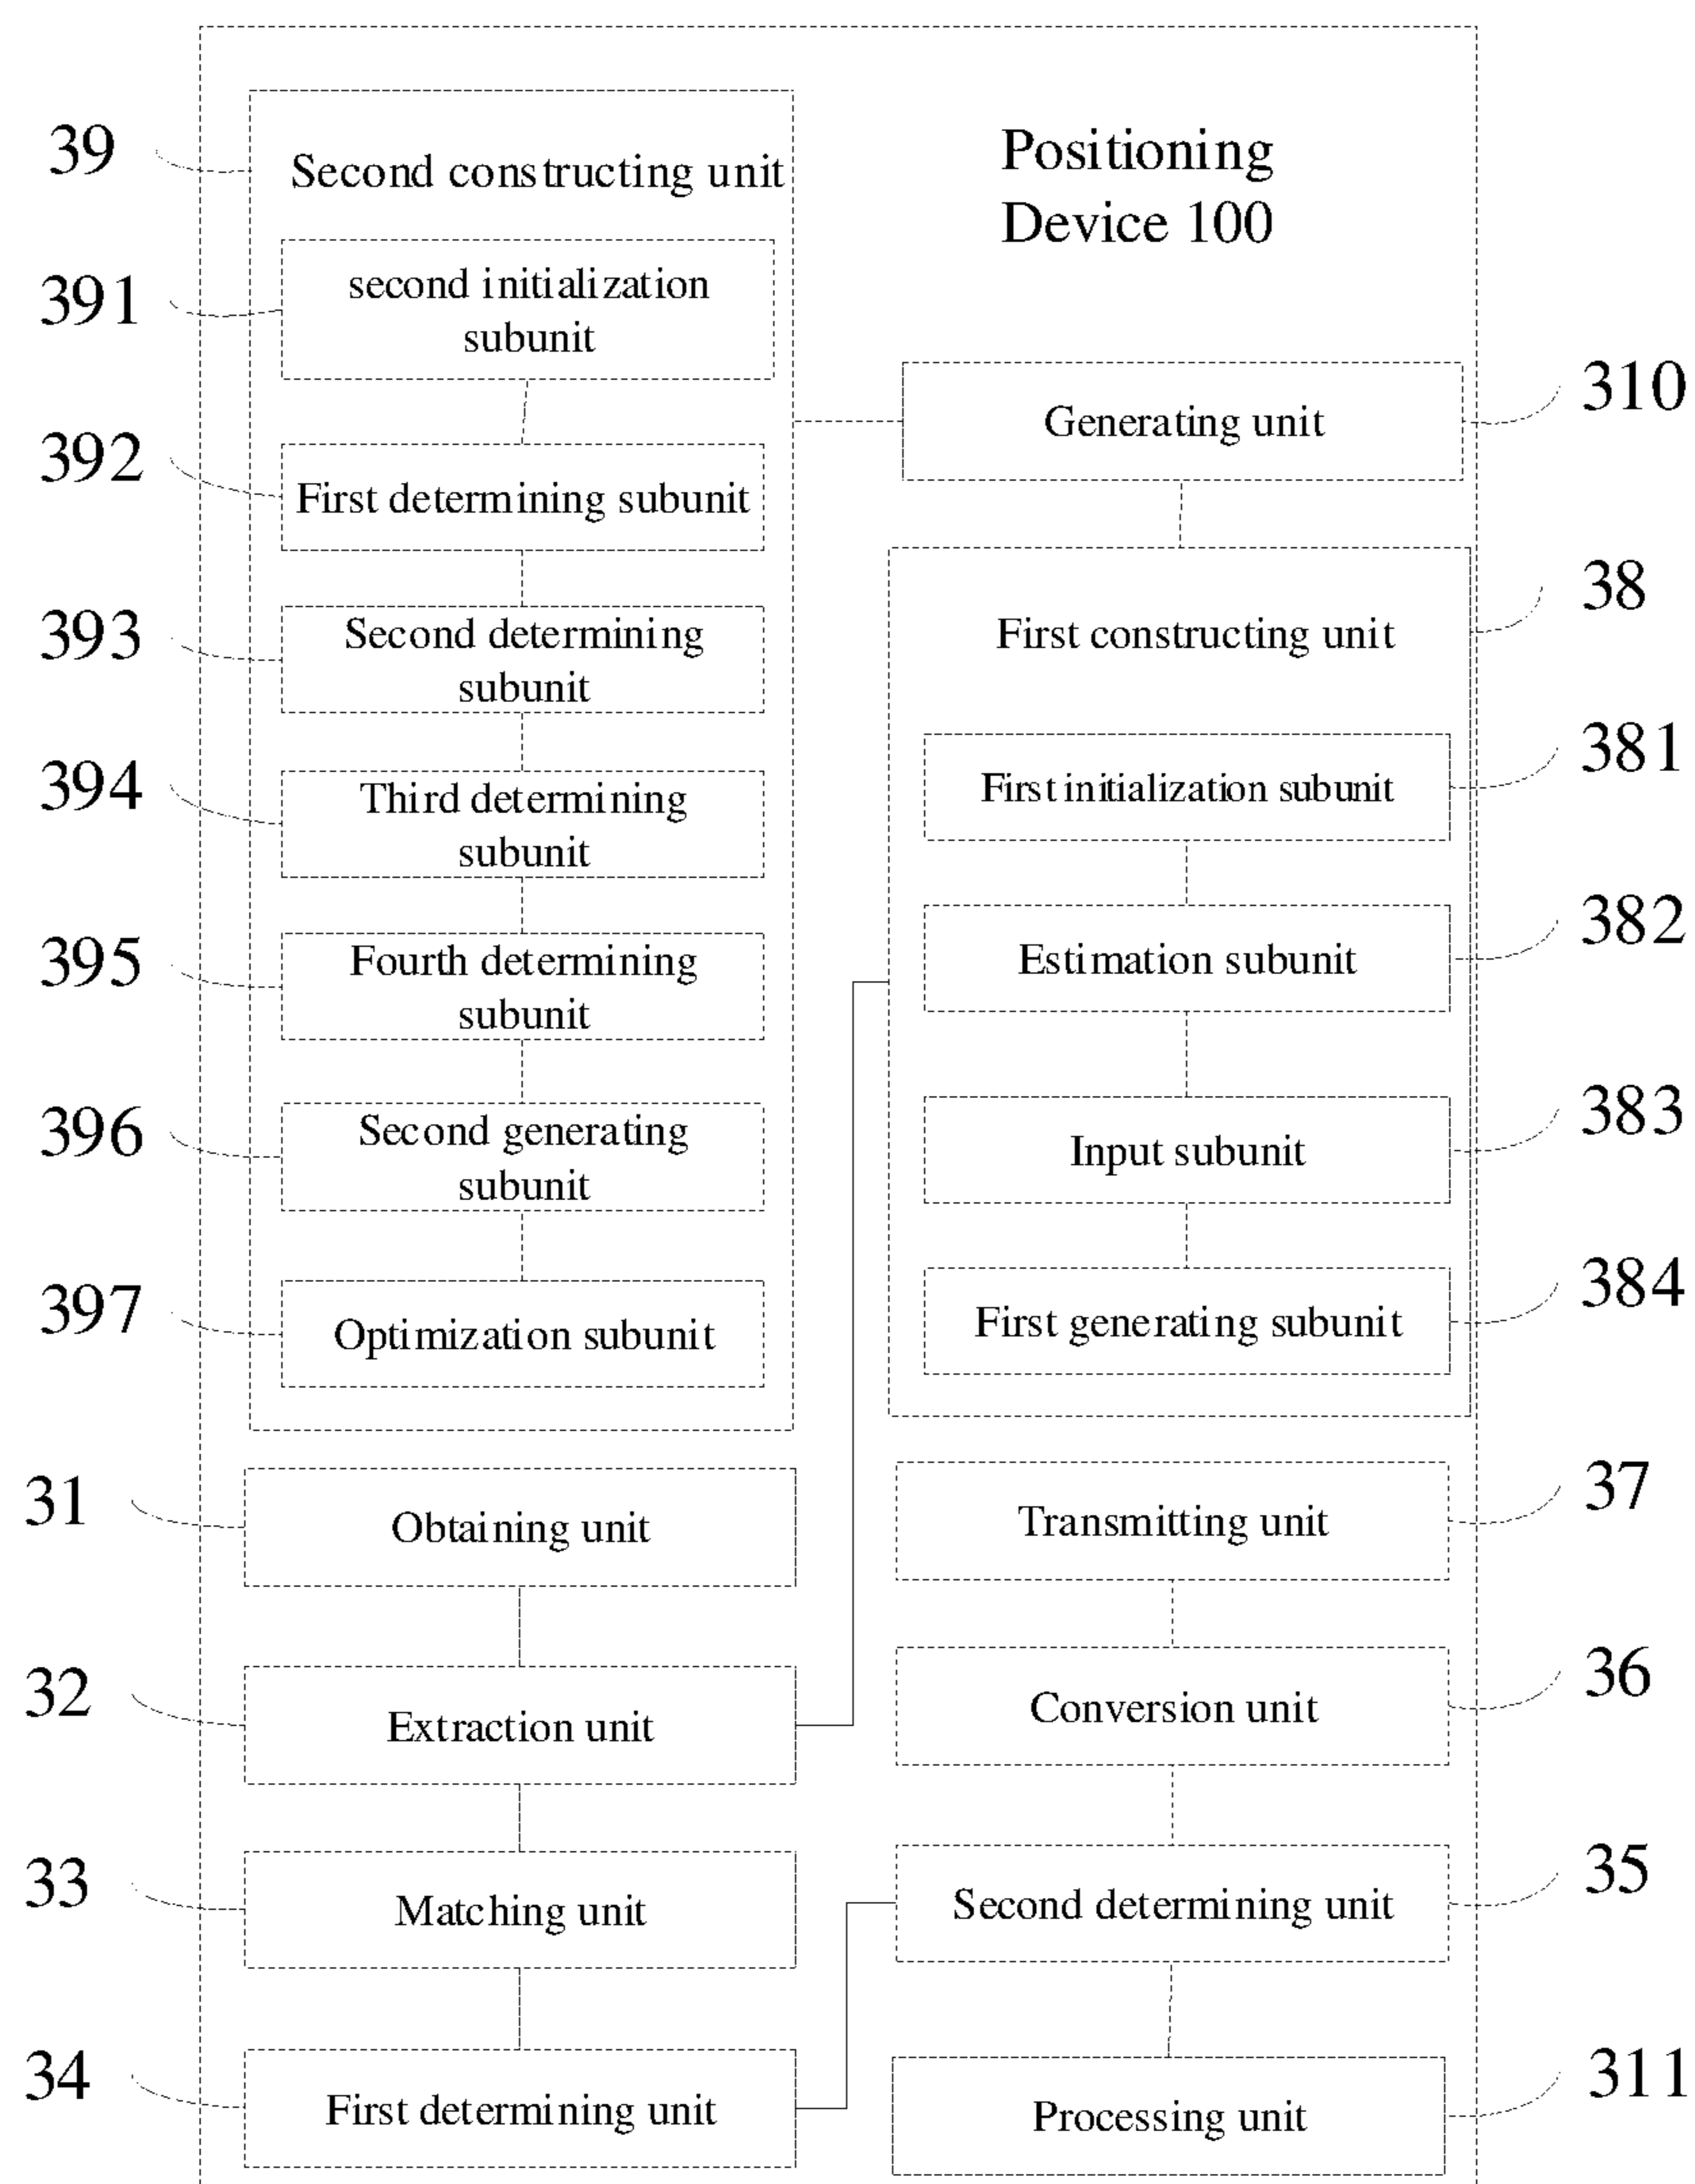 39
Second constructing unit
391
second initialization
subunit
392
First determining subunit
393
Second determining
subunit
394
Third determining
subunit
395
Fourth determining
subunit
396
Second generating
subunit
397
Optimization subunit
31
Obtaining unit
32
Extraction unit
33
Matching unit
34
First determining unit
Positioning
Device 100
310
Generating unit
38
First constructing unit
381
First initialization subunit
382
Estimation subunit
383
Input subunit
384
First generating subunit
37
Transmitting unit
36
Conversion unit
35
Second determining unit
311
Processing unit